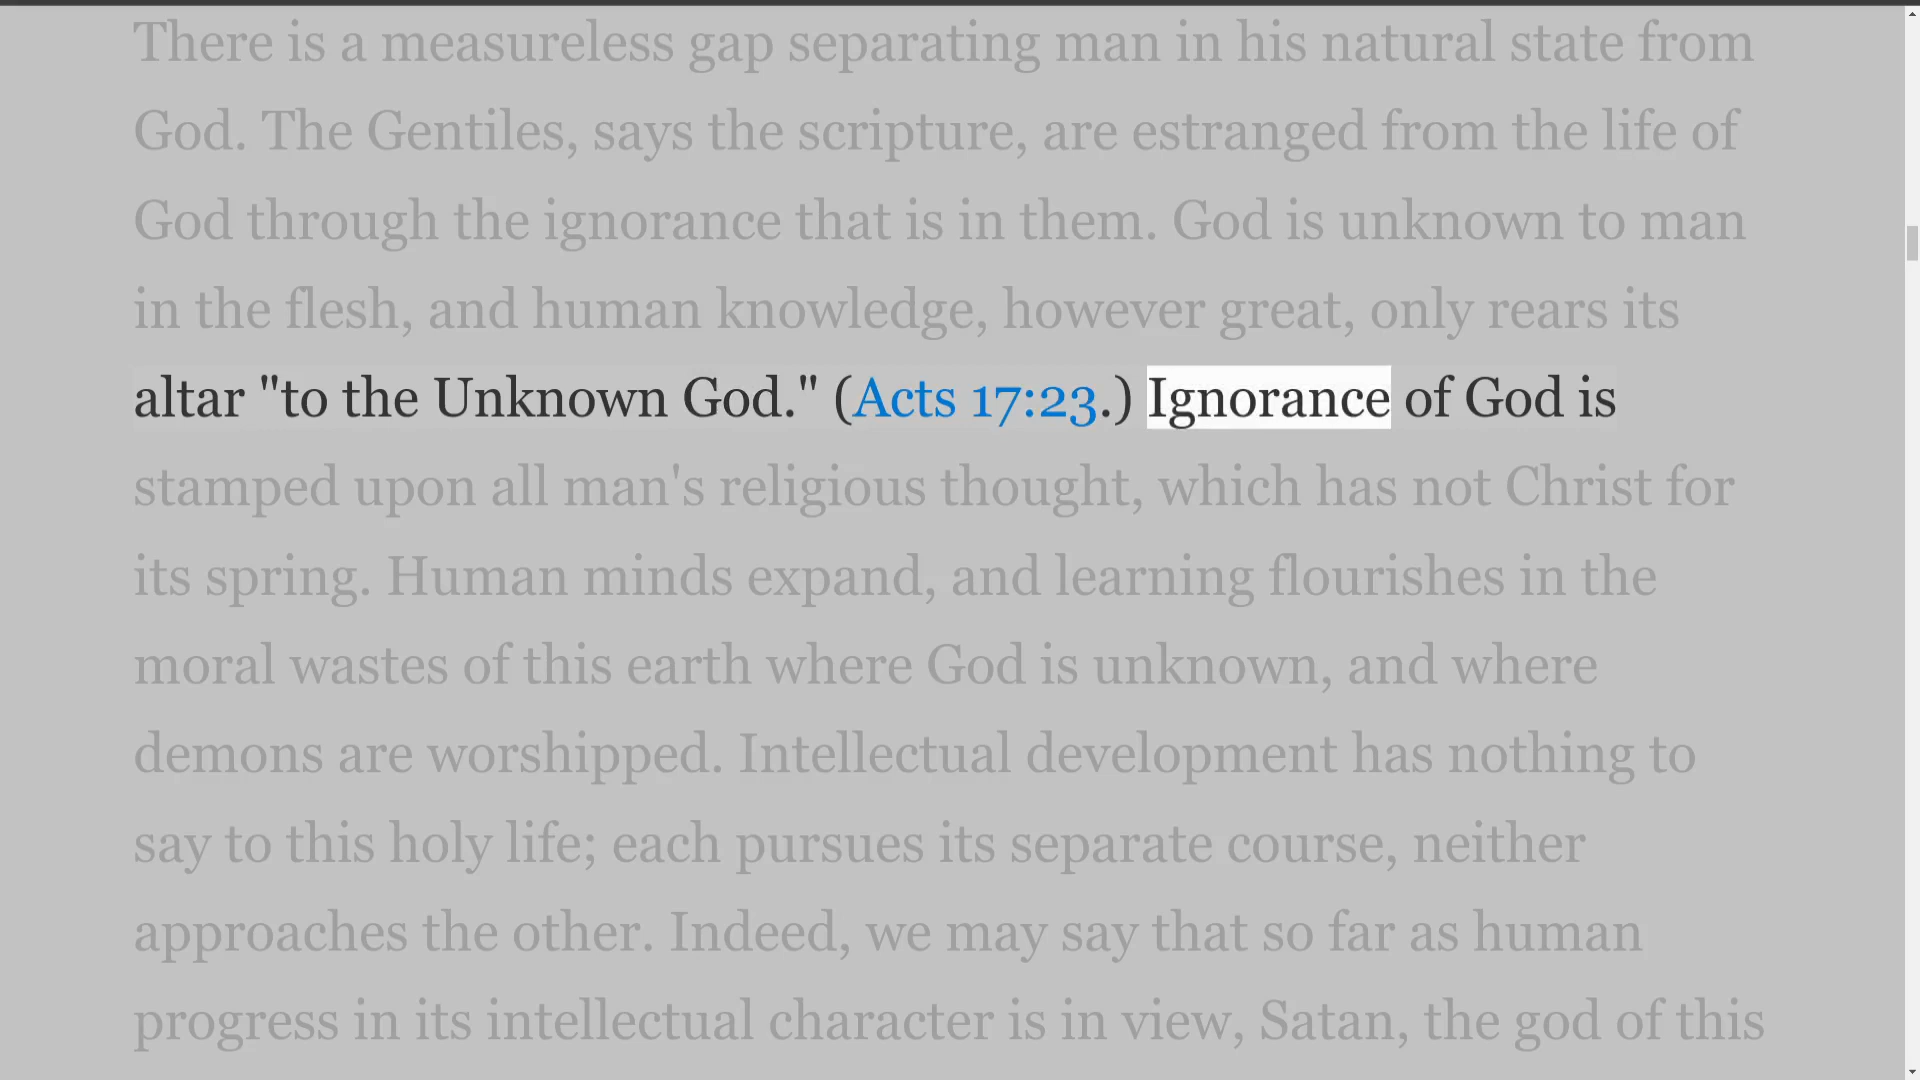 There is a measureless gap separating man in his natural state from
God. The Gentiles, says the scripture, are estranged from the life of
God through the ignorance that is in them. God is unknown to man
in the flesh, and human knowledge, however great, only rears its
altar "to the Unknown God." (Acts 17:23.) Ignorance of God is
stamped upon all man's religious thought, which has not Christ for
its spring. Human minds expand, and learning flourishes in the
moral wastes of this earth where God is unknown, and where
demons are worshipped. Intellectual development has nothing to
say to this holy life; each pursues its separate course, neither
approaches the other. Indeed, we may say that so far as human
progress in its intellectual character is in view, Satan, the god of this